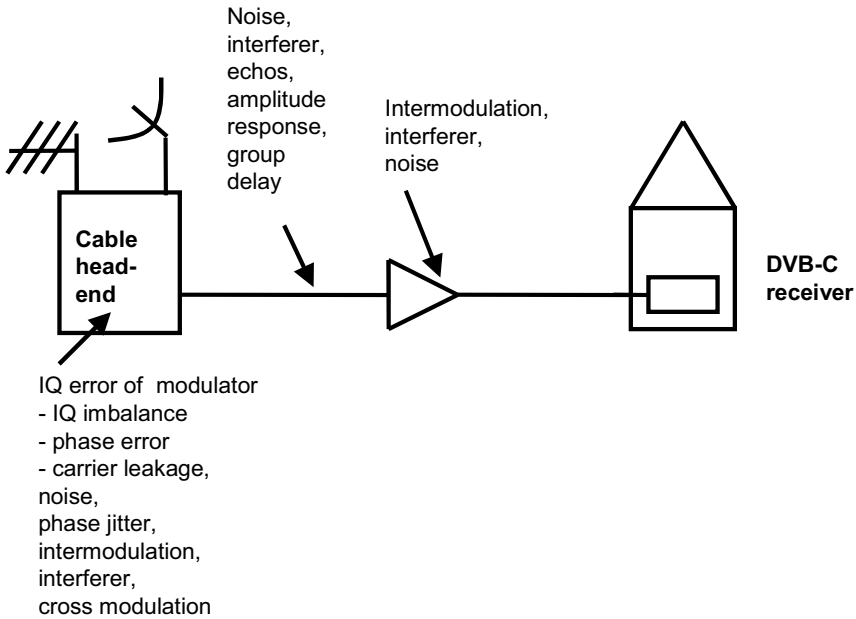 Noise,
interferer,
echos,
amplitude
response,
group
delay
Intermodulation,
interferer,
noise
Cable
head-
end
DVB-C
receiver
IQ error of modulator
- IQ imbalance
- phase error
- carrier leakage,
noise,
phase jitter,
intermodulation,
interferer,
cross modulation